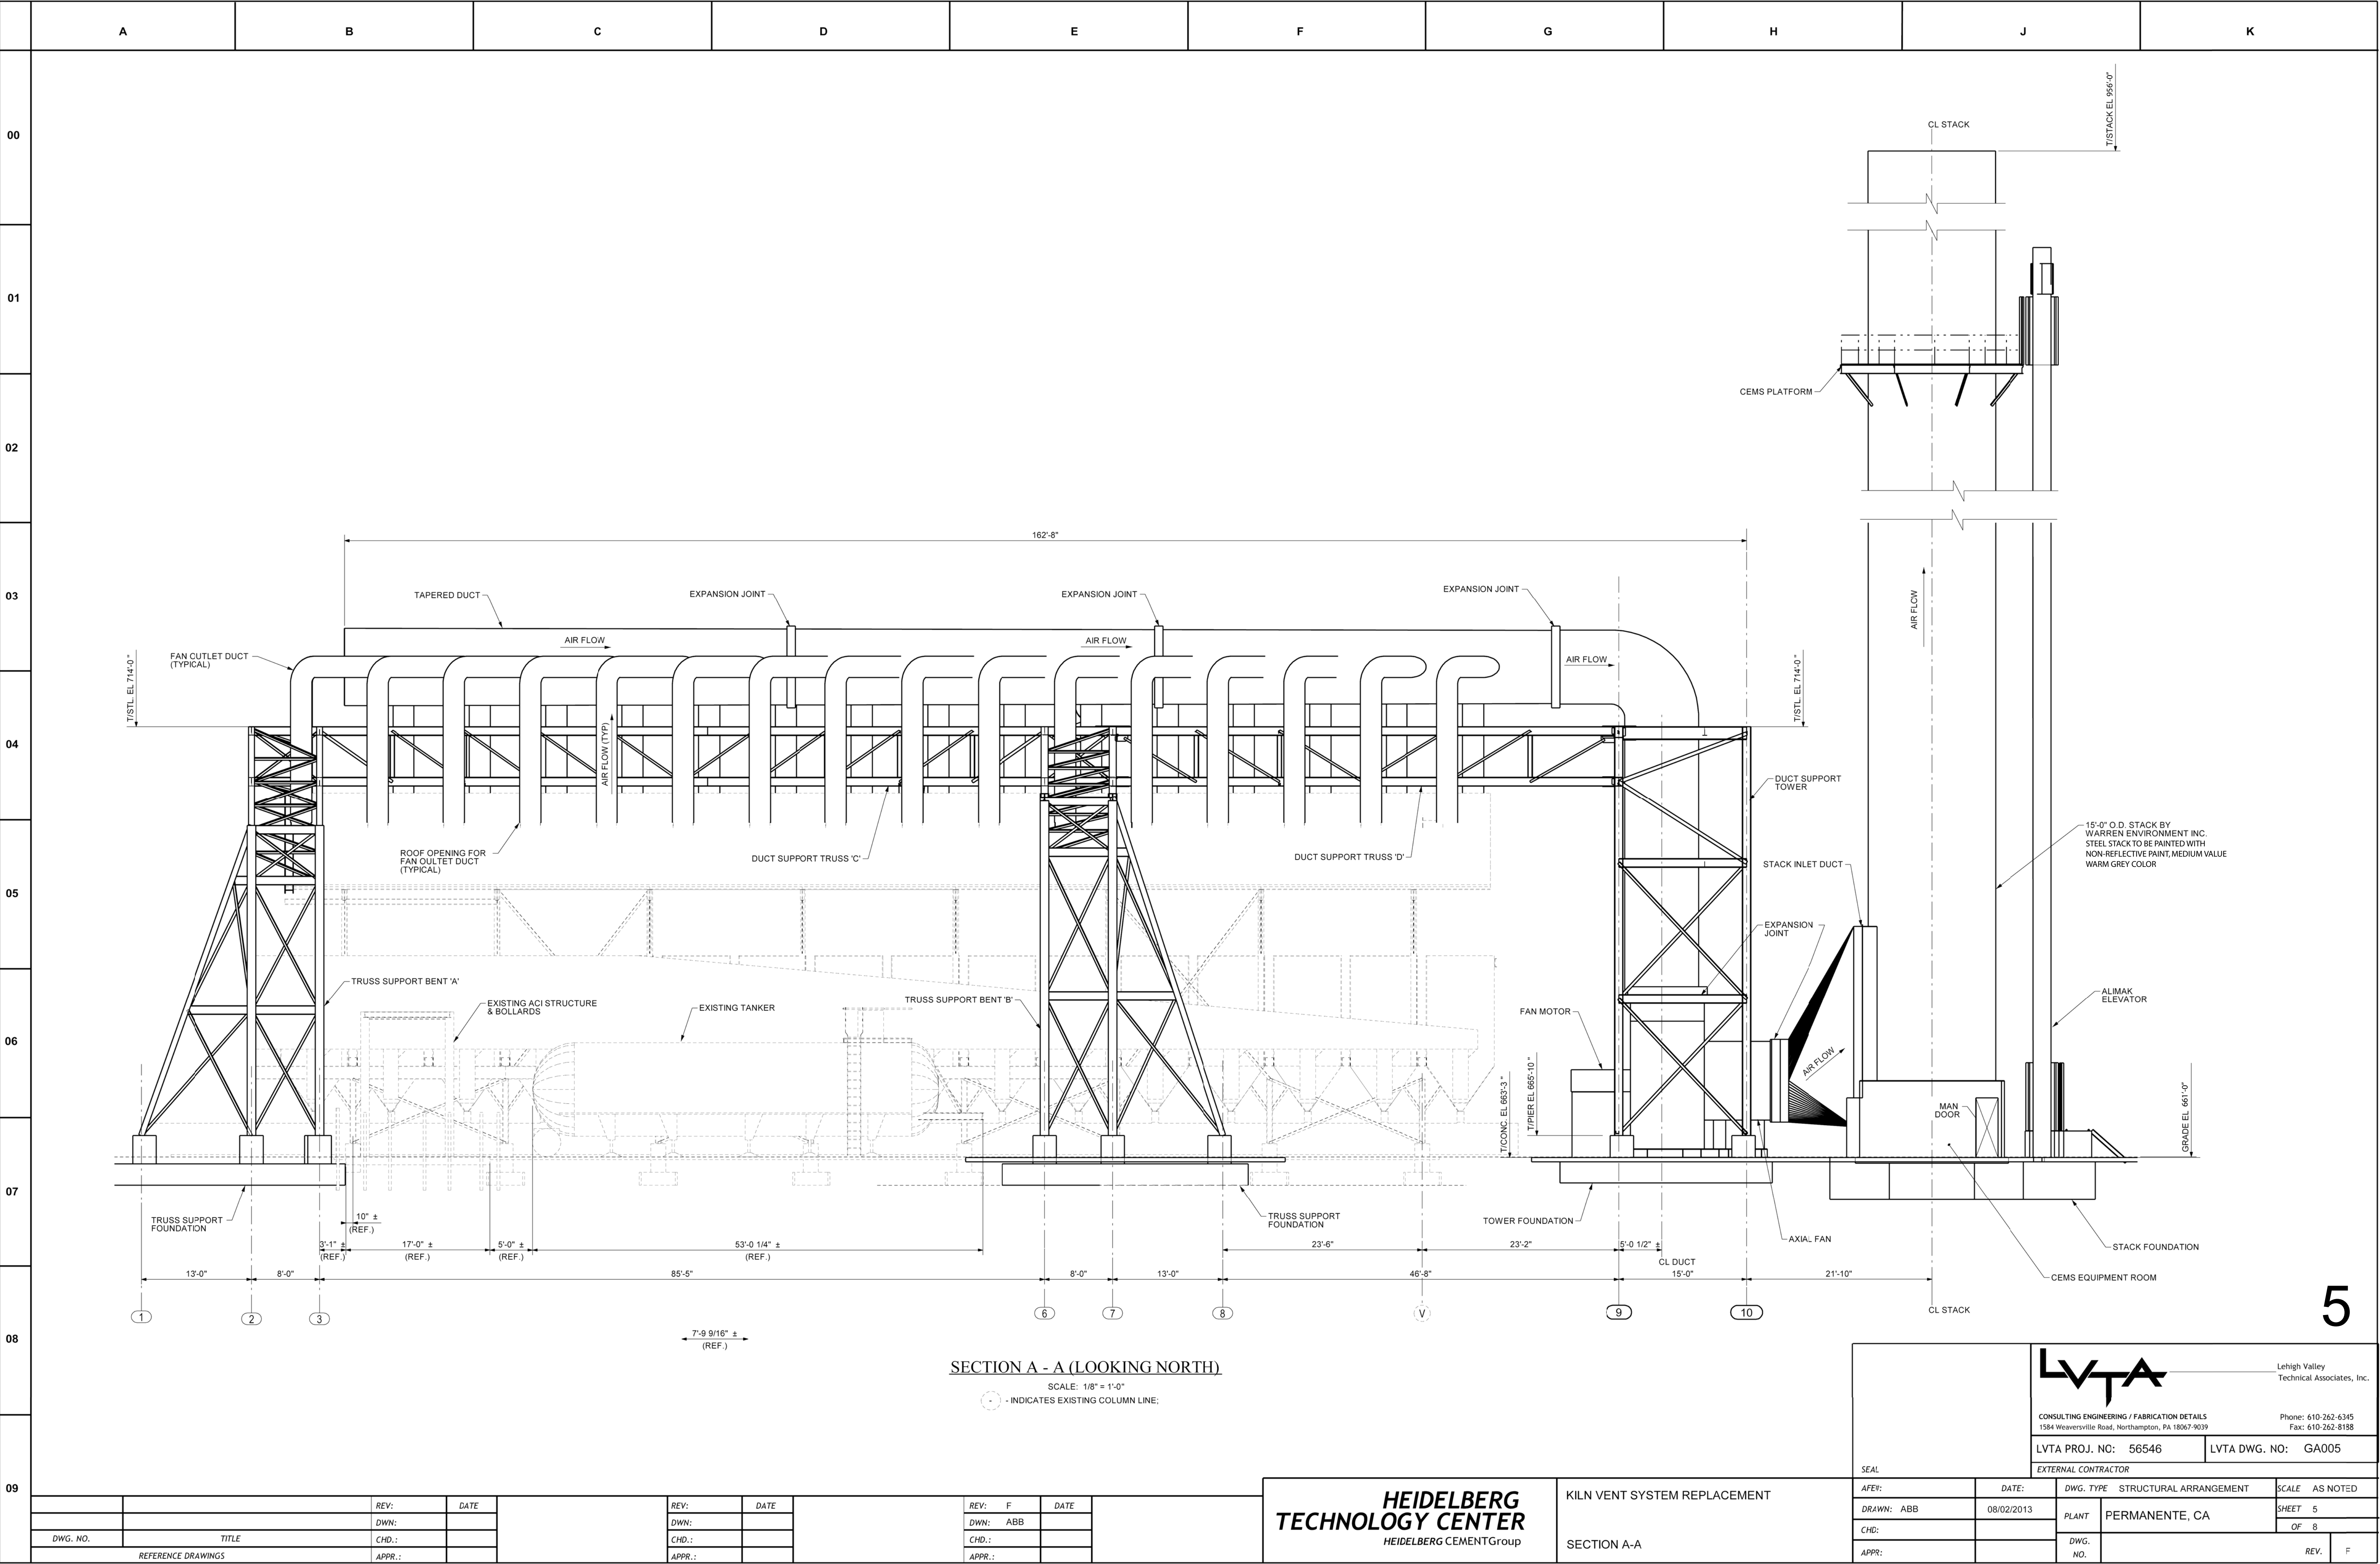 A B C D E F G H J K
00
01
02
03
04
05
06
07
08
09
T/STACK EL 956'-0"
CL STACK
CEMS PLATFORM
162'-8"
TAPERED DUCT
EXPANSION JOINT
EXPANSION JOINT
EXPANSION JOINT
AIR FLOW
AIR FLOW
AIR FLOW
AIR FLOW
FAN CUTLET DUCT
(TYPICAL)
T/STL. EL 714'-0 "
T/STL. EL 714'-0 "
AIR FLOW (TYP)
DUCT SUPPORT
TOWER
15'-0" O.D. STACK BY
WARREN ENVIRONMENT INC.
STEEL STACK TO BE PAINTED WITH
NON-REFLECTIVE PAINT, MEDIUM VALUE
WARM GREY COLOR
ROOF OPENING FOR
FAN OULTET DUCT
(TYPICAL)
DUCT SUPPORT TRUSS 'C'
DUCT SUPPORT TRUSS 'D'
STACK INLET DUCT
EXPANSION
JOINT
TRUSS SUPPORT BENT 'A'
EXISTING ACI STRUCTURE
& BOLLARDS
EXISTING TANKER
TRUSS SUPPORT BENT 'B'
FAN MOTOR
ALIMAK
ELEVATOR
AIR FLOW
T/CONC. EL 663'-3 "
T/PIER EL 665'-10 "
MAN
DOOR
GRADE EL 661'-0"
TRUSS SUPPORT
FOUNDATION
10" ±
(REF.)
TRUSS SUPPORT
FOUNDATION
TOWER FOUNDATION
AXIAL FAN
STACK FOUNDATION
CEMS EQUIPMENT ROOM
3'-1" ±
(REF.)
17'-0" ±
(REF.)
5'-0" ±
(REF.)
53'-0 1/4" ±
(REF.)
23'-6"
23'-2"
5'-0 1/2" ±
CL DUCT
13'-0" 8'-0" 85'-5" 8'-0" 13'-0" 46'-8" 15'-0" 21'-10"
1 2 3 6 7 8 V 9 10
CL STACK
5
7'-9 9/16" ±
(REF.)
SECTION A - A (LOOKING NORTH)
SCALE: 1/8" = 1'-0"
- - INDICATES EXISTING COLUMN LINE;
LVTA
Lehigh Valley
Technical Associates, Inc.
CONSULTING ENGINEERING / FABRICATION DETAILS
1584 Weaversville Road, Northampton, PA 18067-9039
Phone: 610-262-6345
Fax: 610-262-8188
LVTA PROJ. NO: 56546
LVTA DWG. NO: GA005
SEAL
EXTERNAL CONTRACTOR
DWG. NO. TITLE
REFERENCE DRAWINGS
REV: DATE
DWN:
CHD.:
APPR.:
REV: DATE
DWN:
CHD.:
APPR.:
REV: F DATE
DWN: ABB
CHD.:
APPR.:
HEIDELBERG
TECHNOLOGY CENTER
HEIDELBERG CEMENTGroup
KILN VENT SYSTEM REPLACEMENT
SECTION A-A
AFE#:
DATE:
DRAWN: ABB
08/02/2013
CHD:
APPR:
DWG. TYPE STRUCTURAL ARRANGEMENT
SCALE AS NOTED
PLANT PERMANENTE, CA
SHEET 5
OF 8
DWG.
NO.
REV. F